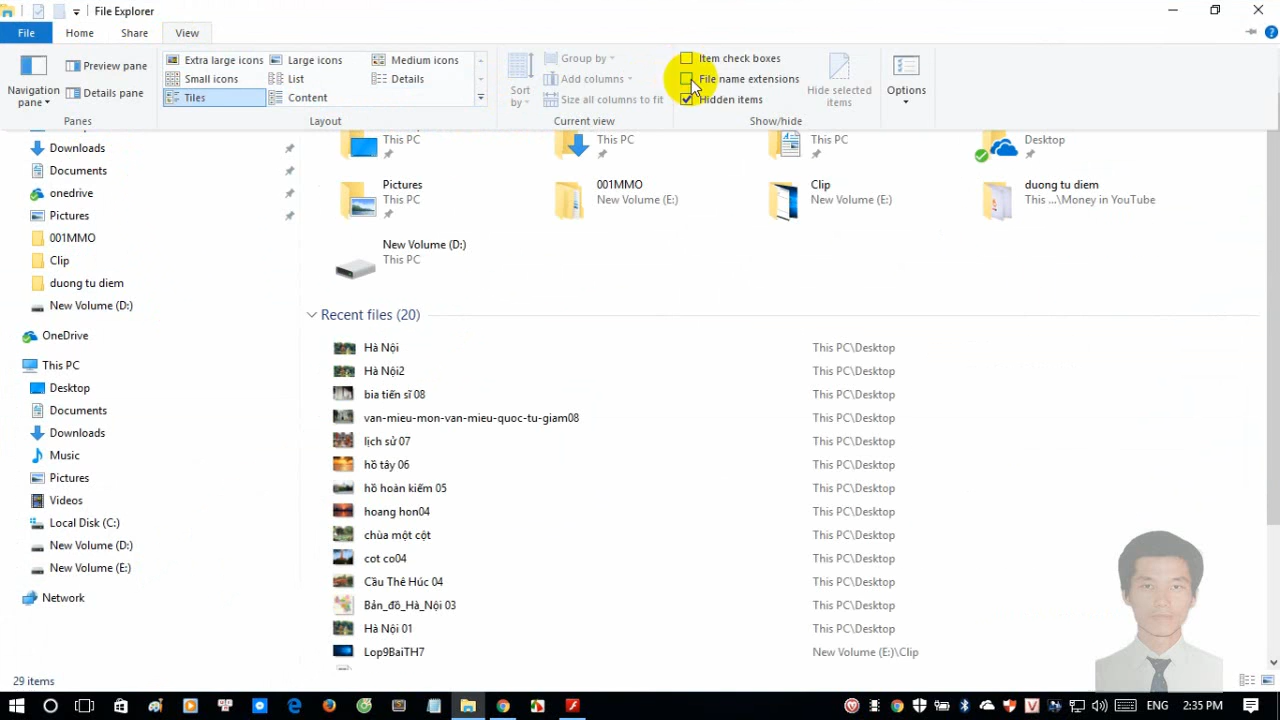 File Explorer
File Home Share View
Navigation pane
Preview pane
Details pane
Panes
Extra large icons Large icons Medium icons
Small icons List Details
Tiles Content
Layout
Sort by
Group by
Add columns
Size all columns to fit
Current view
Item check boxes
File name extensions
Hidden items
Hide selected items
Show/hide
Options
Downloads
Documents
onedrive
Pictures
001MMO
Clip
duong tu diem
New Volume (D:)
OneDrive
This PC
Desktop
Documents
Downloads
Music
Pictures
Videos
Local Disk (C:)
New Volume (D:)
New Volume (E:)
Network
This PC This PC This PC Desktop
Pictures
This PC
001MMO
New Volume (E:)
Clip
New Volume (E:)
duong tu diem
This ...\Money in YouTube
New Volume (D:)
This PC
Recent files (20)
Hà Nội This PC\Desktop
Hà Nội2 This PC\Desktop
bia tiến sĩ 08 This PC\Desktop
van-mieu-mon-van-mieu-quoc-tu-giam08 This PC\Desktop
lịch sử 07 This PC\Desktop
hồ tây 06 This PC\Desktop
hồ hoàn kiếm 05 This PC\Desktop
hoang hon04 This PC\Desktop
chùa một cột This PC\Desktop
cot co04 This PC\Desktop
Cầu Thê Húc 04 This PC\Desktop
Bản_đồ_Hà_Nội 03 This PC\Desktop
Hà Nội 01 This PC\Desktop
Lop9BaiTH7 New Volume (E:)\Clip
29 items
2:35 PM